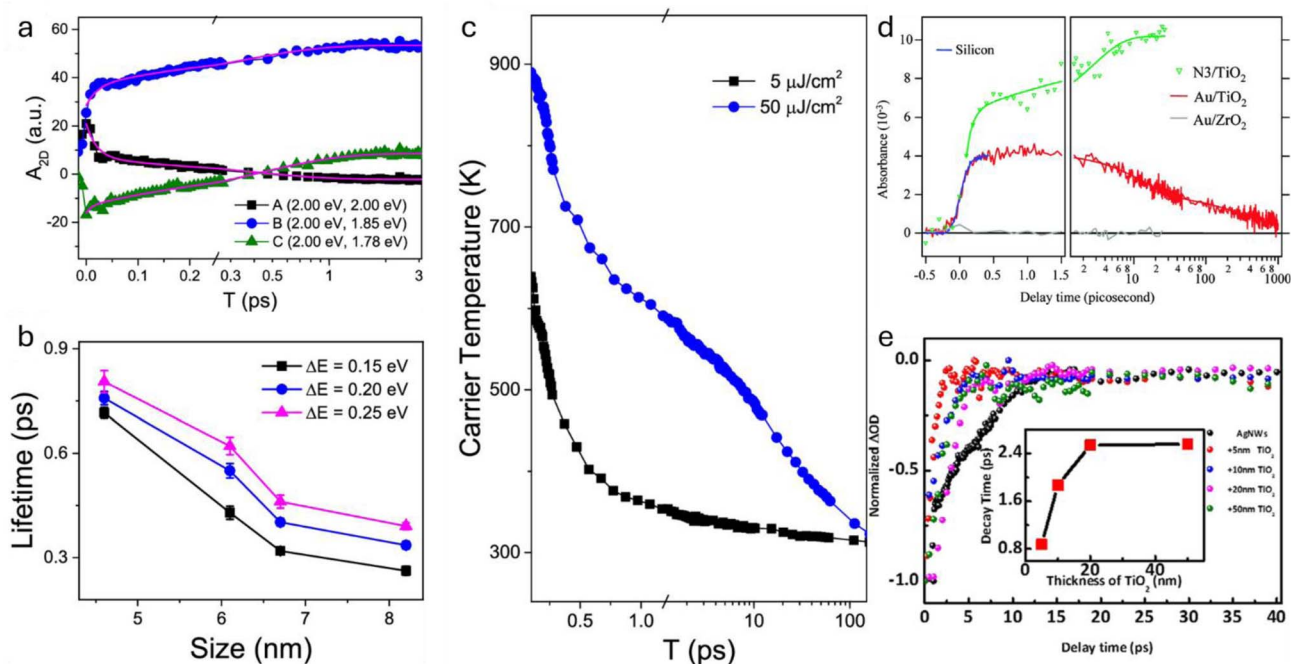 a
60
40
20
0
-20
A2D (a.u.)
A (2.00 eV, 2.00 eV)
B (2.00 eV, 1.85 eV)
C (2.00 eV, 1.78 eV)
0.0 0.1 0.2 0.3 1 2 3
T (ps)
b
0.9
0.6
0.3
Lifetime (ps)
ΔE = 0.15 eV
ΔE = 0.20 eV
ΔE = 0.25 eV
5 6 7 8
Size (nm)
c
900
700
500
300
Carrier Temperature (K)
5 μJ/cm²
50 μJ/cm²
0.5 1.0 10 100
T (ps)
d
10
8
6
4
2
0
Absorbance (10⁻³)
Silicon
N3/TiO₂
Au/TiO₂
Au/ZrO₂
-0.5 0.0 0.5 1.0 1.5 2 4 6 8 10 2 4 6 8 100 2 4 6 8 1000
Delay time (picosecond)
e
0.0
-0.5
-1.0
Normalized ΔOD
AgNWs
+5nm TiO₂
+10nm TiO₂
+20nm TiO₂
+50nm TiO₂
2.4
1.6
0.8
Decay Time (ps)
0 20 40
Thickness of TiO₂ (nm)
0 5 10 15 20 25 30 35 40
Delay time (ps)